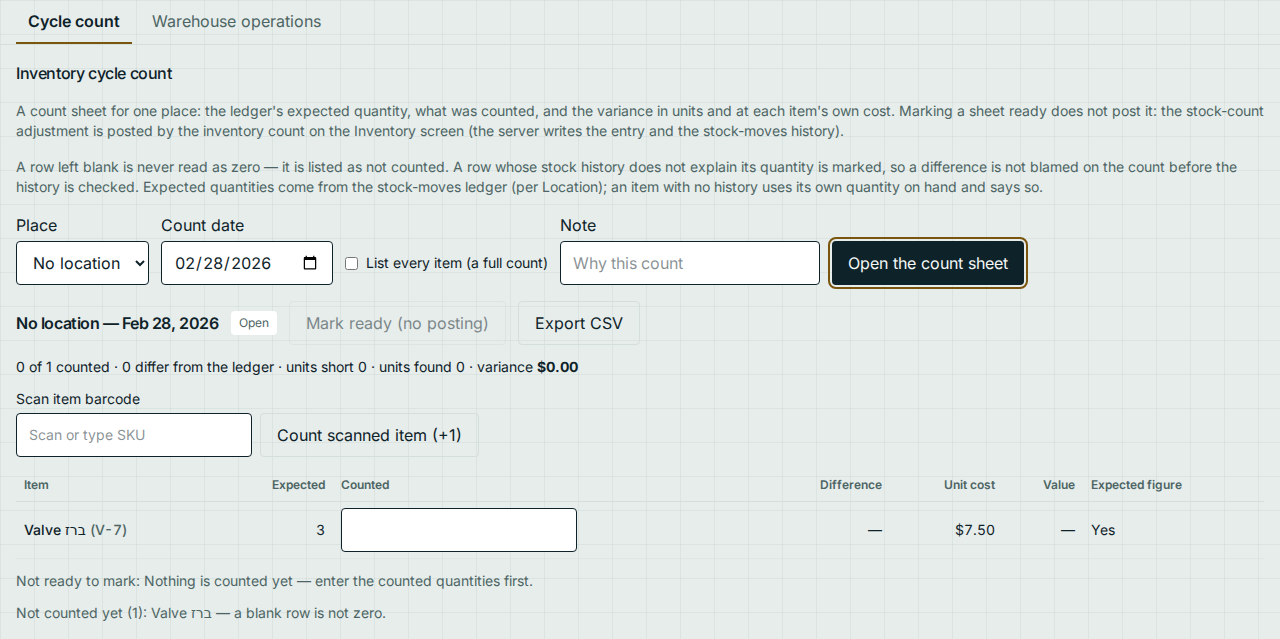 Cycle count Warehouse operations
Inventory cycle count
A count sheet for one place: the ledger's expected quantity, what was counted, and the variance in units and at each item's own cost. Marking a sheet ready does not post it: the stock-count
adjustment is posted by the inventory count on the Inventory screen (the server writes the entry and the stock-moves history).
A row left blank is never read as zero — it is listed as not counted. A row whose stock history does not explain its quantity is marked, so a difference is not blamed on the count before the
history is checked. Expected quantities come from the stock-moves ledger (per Location); an item with no history uses its own quantity on hand and says so.
Place Count date Note
No location 02/28/2026 List every item (a full count) Why this count Open the count sheet
No location — Feb 28, 2026 Open Mark ready (no posting) Export CSV
0 of 1 counted · 0 differ from the ledger · units short 0 · units found 0 · variance $0.00
Scan item barcode
Scan or type SKU Count scanned item (+1)
Item Expected Counted Difference Unit cost Value Expected figure
Valve ברז (V-7) 3 — $7.50 — Yes
Not ready to mark: Nothing is counted yet — enter the counted quantities first.
Not counted yet (1): Valve ברז — a blank row is not zero.